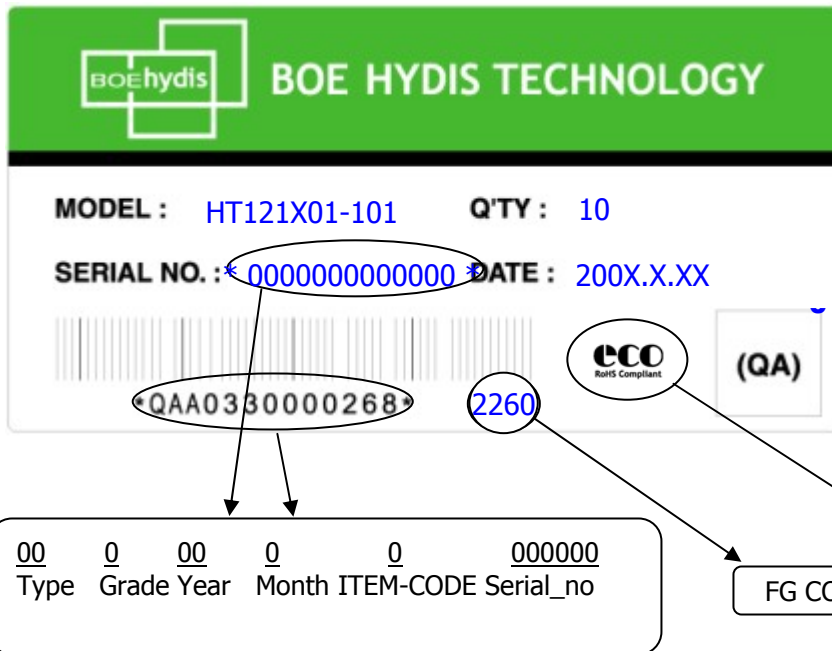 BOEhydis BOE HYDIS TECHNOLOGY
MODEL : HT121X01-101 Q'TY : 10
SERIAL NO. : * 0000000000000 * DATE : 200X.X.XX
eco
RoHS Compliant
(QA)
*QAA0330000268* 2260
00 0 00 0 0 000000
Type Grade Year Month ITEM-CODE Serial_no
FG CO